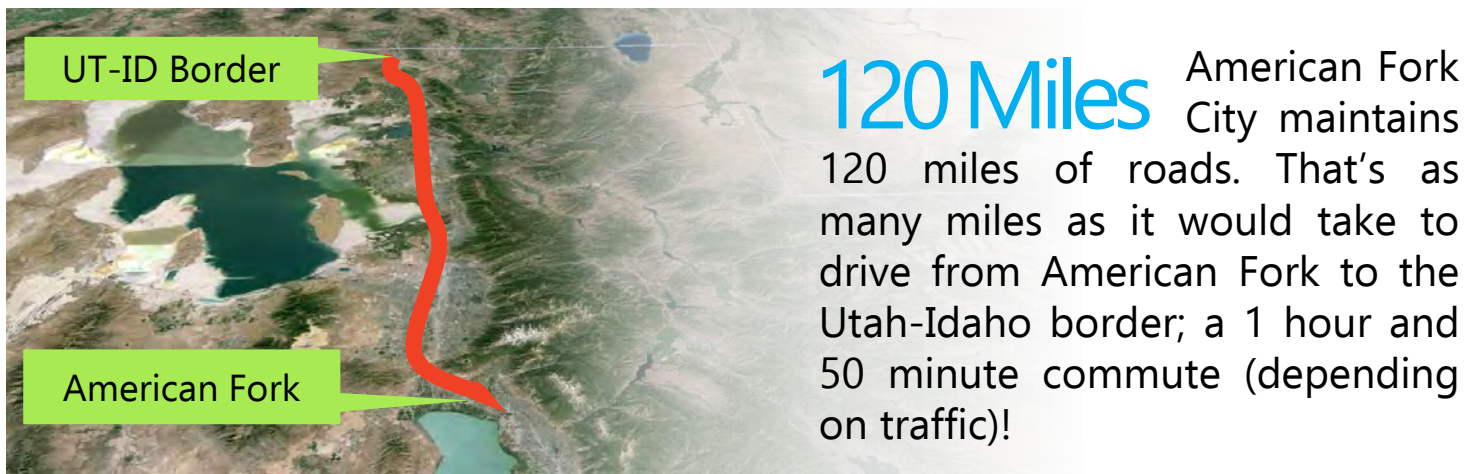 UT-ID Border
American Fork
120 Miles American Fork
City maintains
120 miles of roads. That’s as
many miles as it would take to
drive from American Fork to the
Utah-Idaho border; a 1 hour and
50 minute commute (depending
on traffic)!